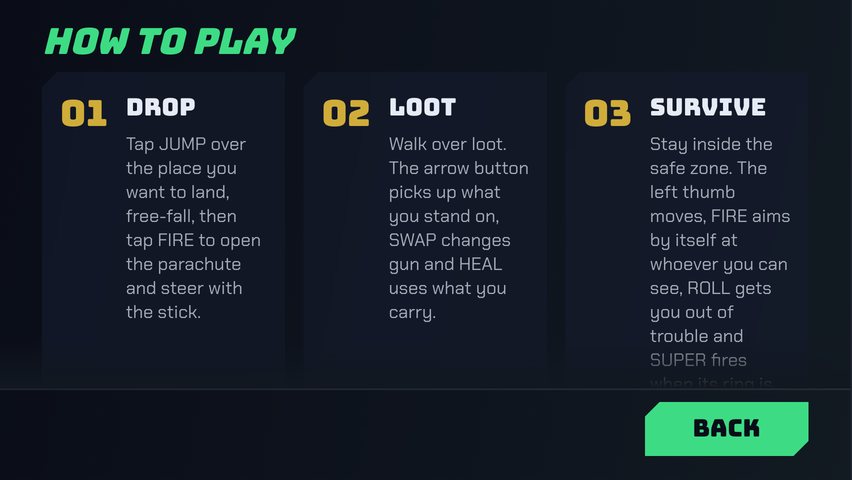 HOW TO PLAY
01 DROP
Tap JUMP over
the place you
want to land,
free-fall, then
tap FIRE to open
the parachute
and steer with
the stick.
02 LOOT
Walk over loot.
The arrow button
picks up what
you stand on,
SWAP changes
gun and HEAL
uses what you
carry.
03 SURVIVE
Stay inside the
safe zone. The
left thumb
moves, FIRE aims
by itself at
whoever you can
see, ROLL gets
you out of
trouble and
SUPER fires
when its ring is
BACK